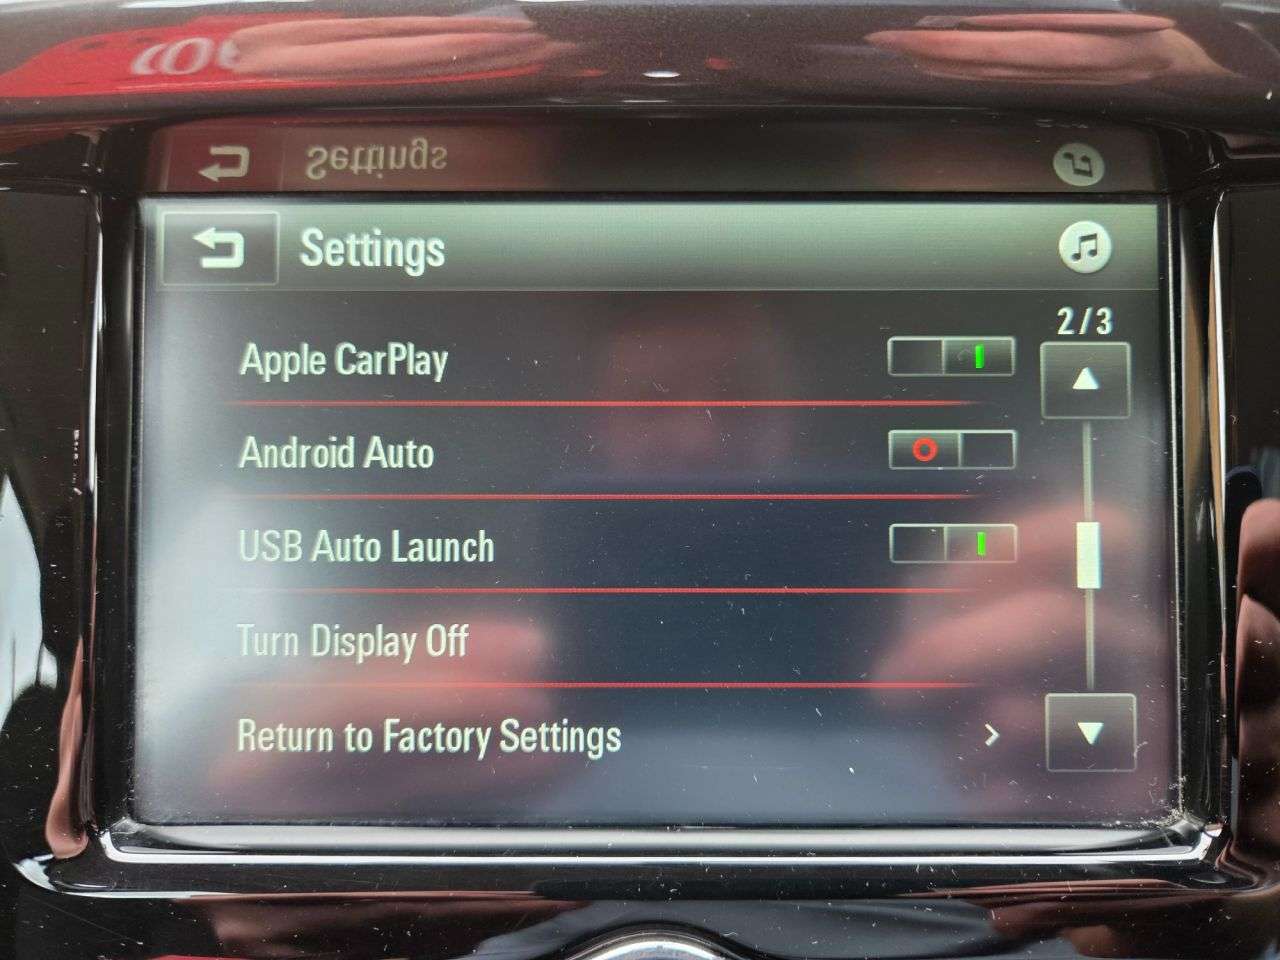 Settings
2/3
Apple CarPlay
Android Auto
USB Auto Launch
Turn Display Off
Return to Factory Settings